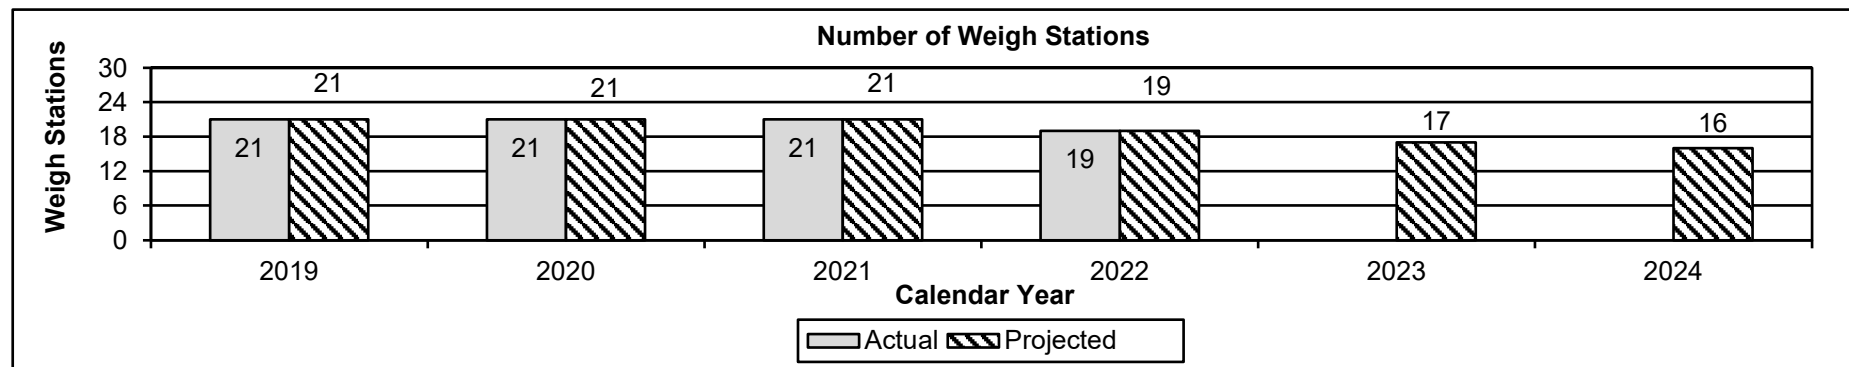 Number of Weigh Stations
Weigh Stations
30
24
18
12
6
0
21 21 21 19 17 16
21 21 21 19
2019 2020 2021 2022 2023 2024
Calendar Year
Actual Projected